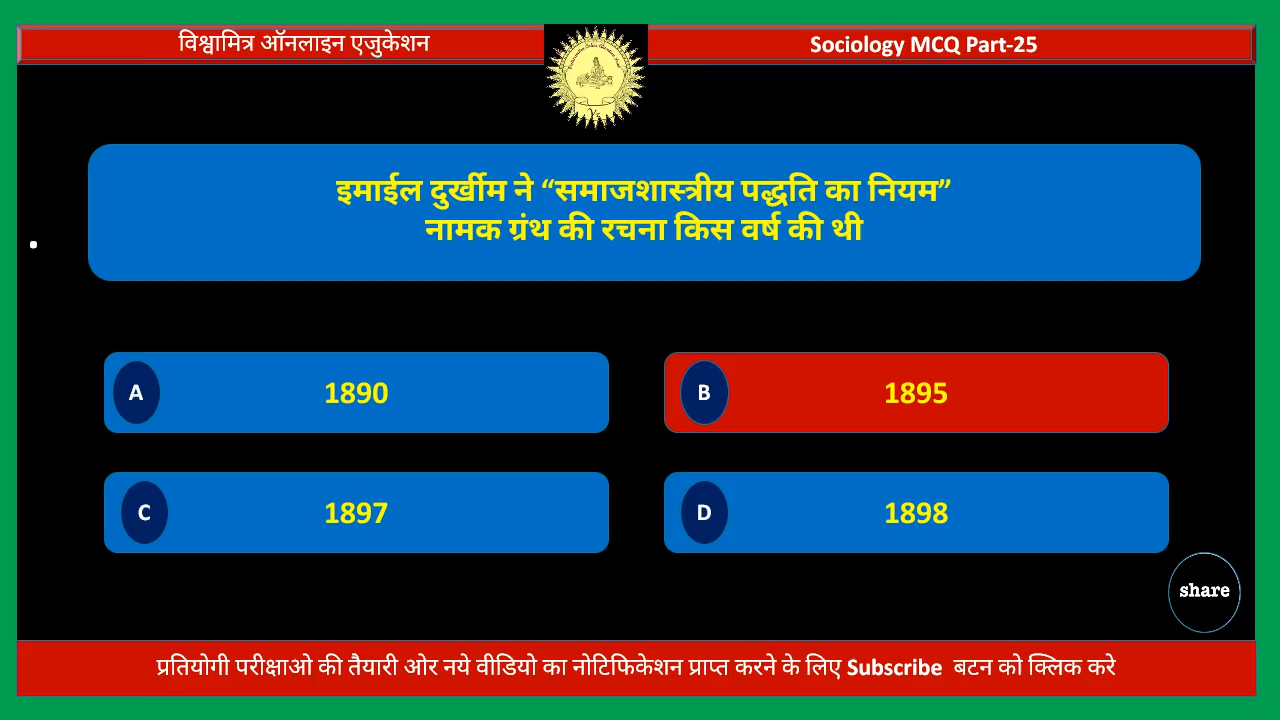 विश्वामित्र ऑनलाइन एजुकेशन
Sociology MCQ Part-25
इमाईल दुर्खीम ने “समाजशास्त्रीय पद्धति का नियम”
नामक ग्रंथ की रचना किस वर्ष की थी
A 1890
B 1895
C 1897
D 1898
share
प्रतियोगी परीक्षाओ की तैयारी ओर नये वीडियो का नोटिफिकेशन प्राप्त करने के लिए Subscribe बटन को क्लिक करे